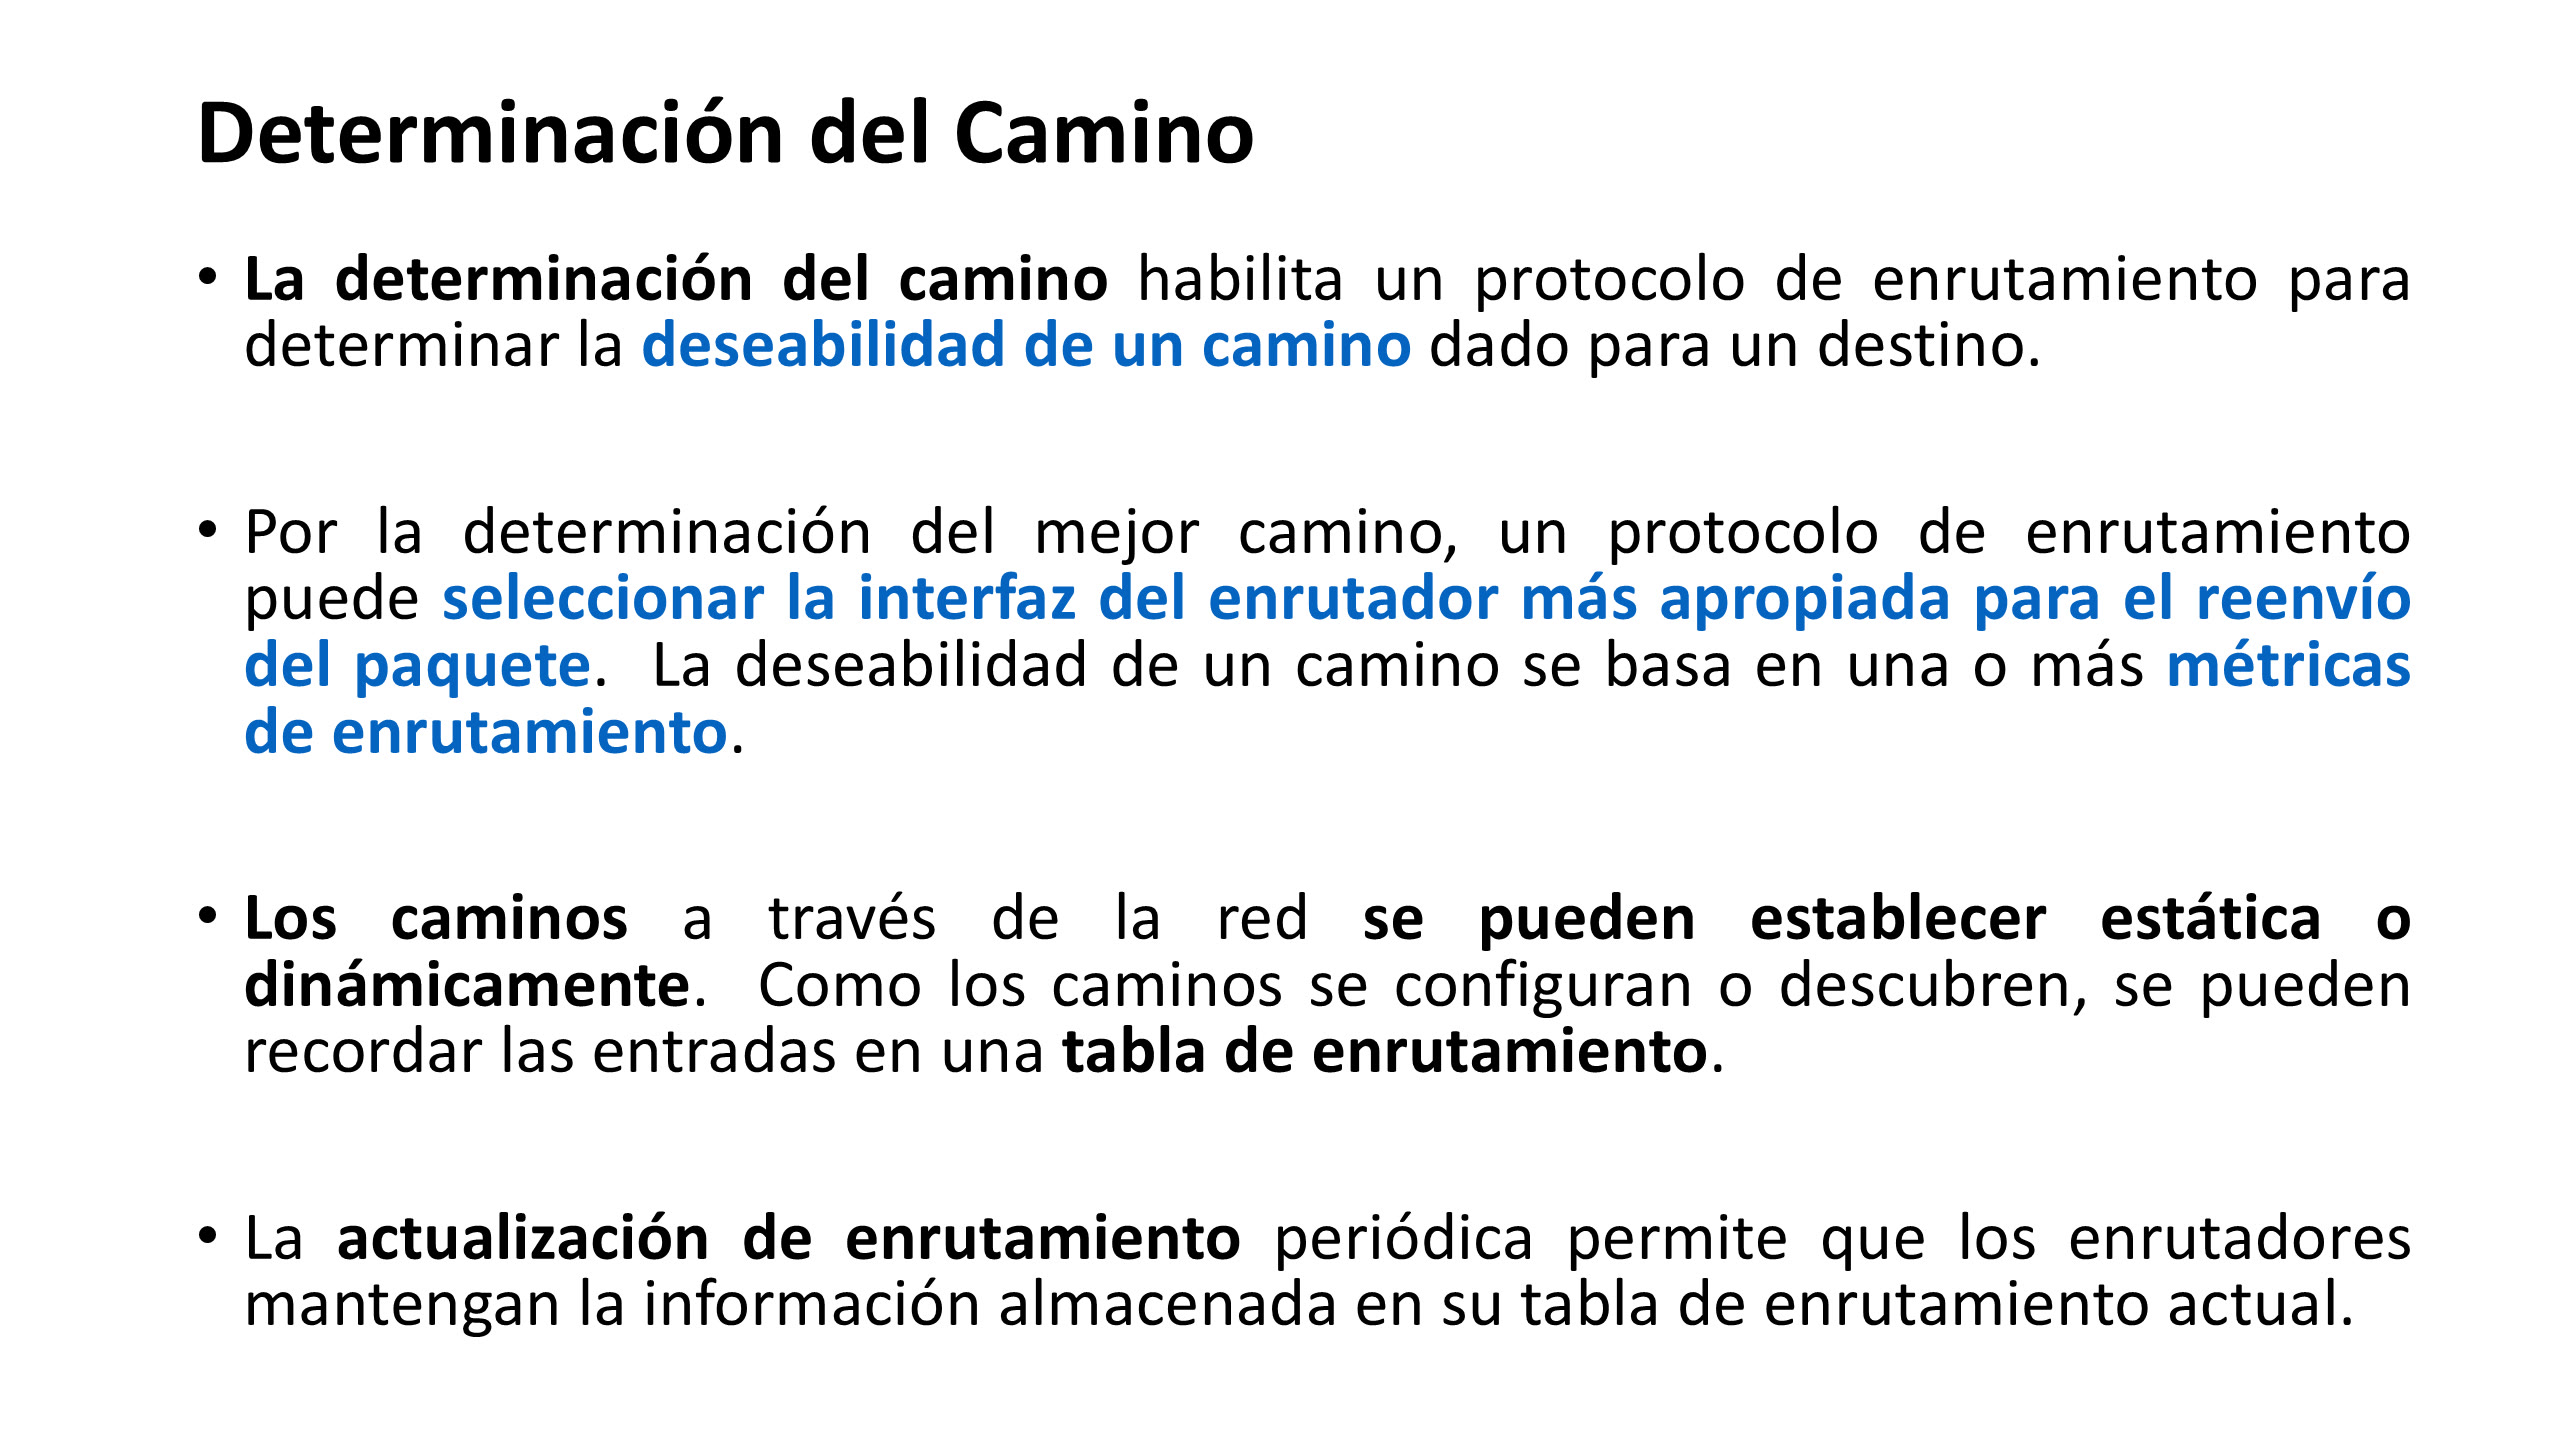 Determinación del Camino
• La determinación del camino habilita un protocolo de enrutamiento para
determinar la deseabilidad de un camino dado para un destino.
• Por la determinación del mejor camino, un protocolo de enrutamiento
puede seleccionar la interfaz del enrutador más apropiada para el reenvío
del paquete.  La deseabilidad de un camino se basa en una o más métricas
de enrutamiento.
• Los caminos a través de la red se pueden establecer estática o
dinámicamente.  Como los caminos se configuran o descubren, se pueden
recordar las entradas en una tabla de enrutamiento.
• La actualización de enrutamiento periódica permite que los enrutadores
mantengan la información almacenada en su tabla de enrutamiento actual.